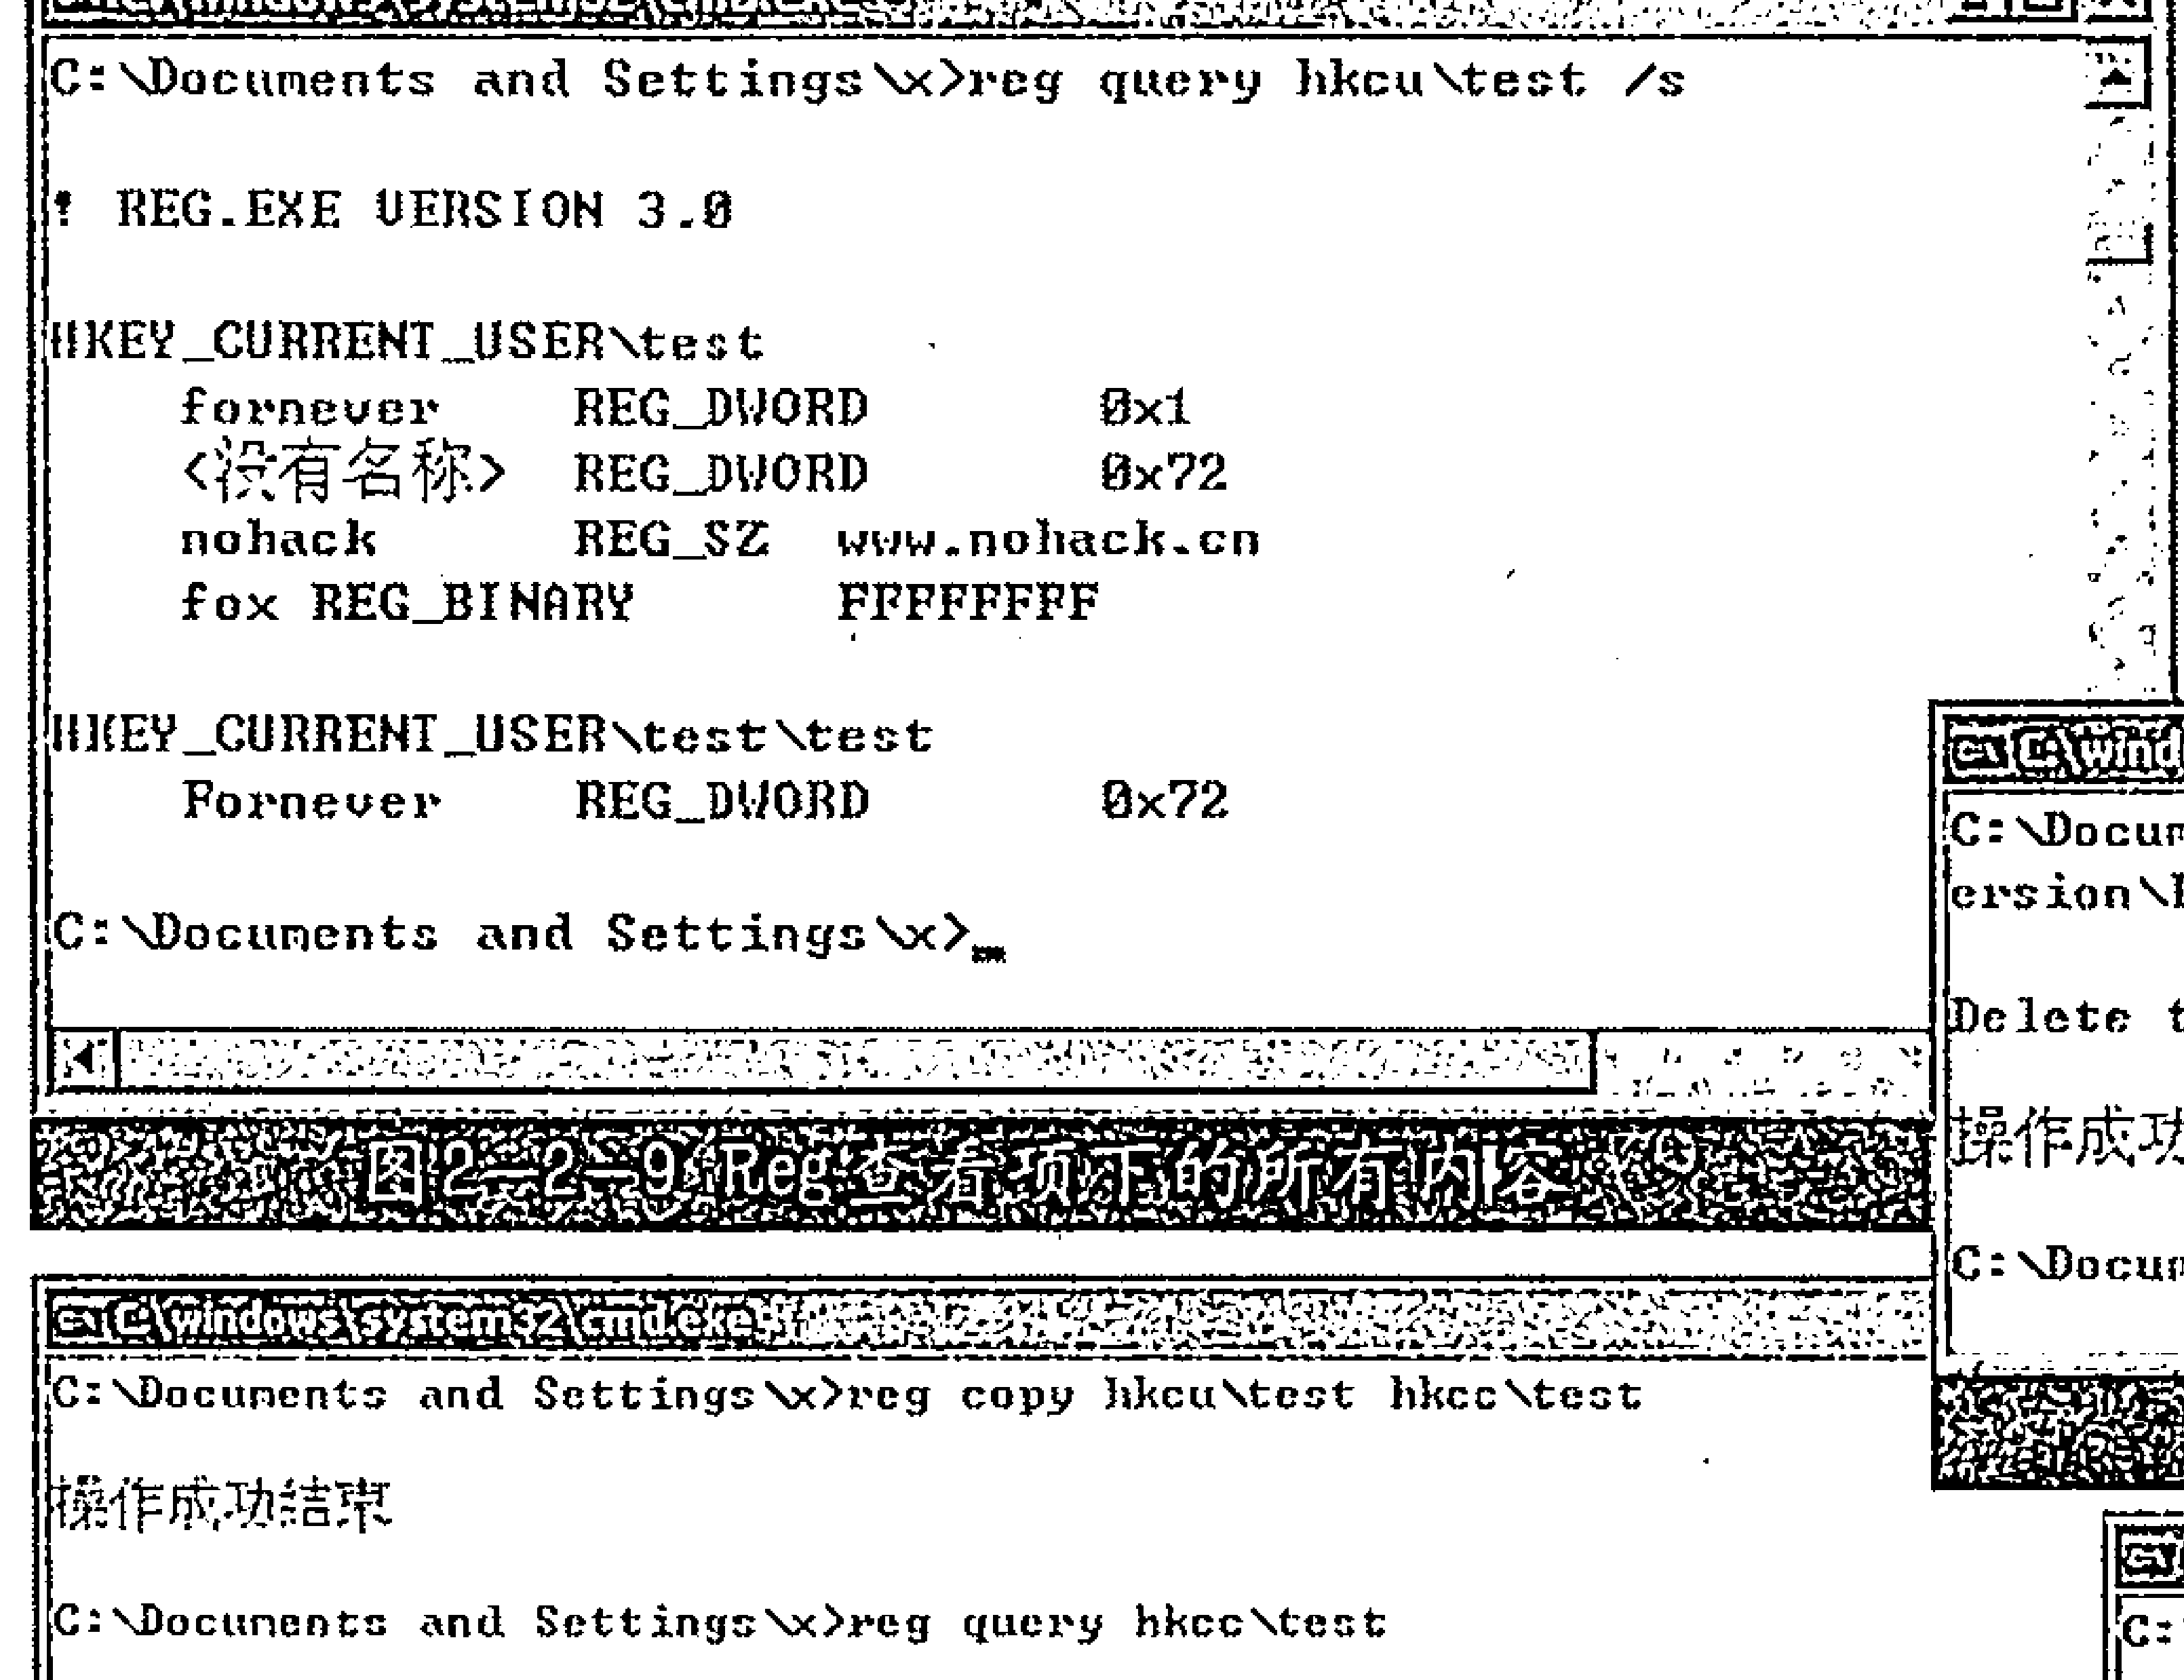 C:\Documents and Settings\x>reg query hkcu\test /s
! REG.EXE VERSION 3.0
HKEY_CURRENT_USER\test
fornever REG_DWORD 0x1
<没有名称> REG_DWORD 0x72
nohack REG_SZ www.nohack.cn
fox REG_BINARY FFFFFFFF
HKEY_CURRENT_USER\test\test
Fornever REG_DWORD 0x72
C:\Documents and Settings\x>_
图2-2-9 Reg查看项下的所有内容
C:\windows\system32\cmd.exe
C:\Documents and Settings\x>reg copy hkcu\test hkcc\test
操作成功结束
C:\Documents and Settings\x>reg query hkcc\test
C:\wind
C:\Docum
ersion\
Delete t
操作成功
C:\Docum
C: